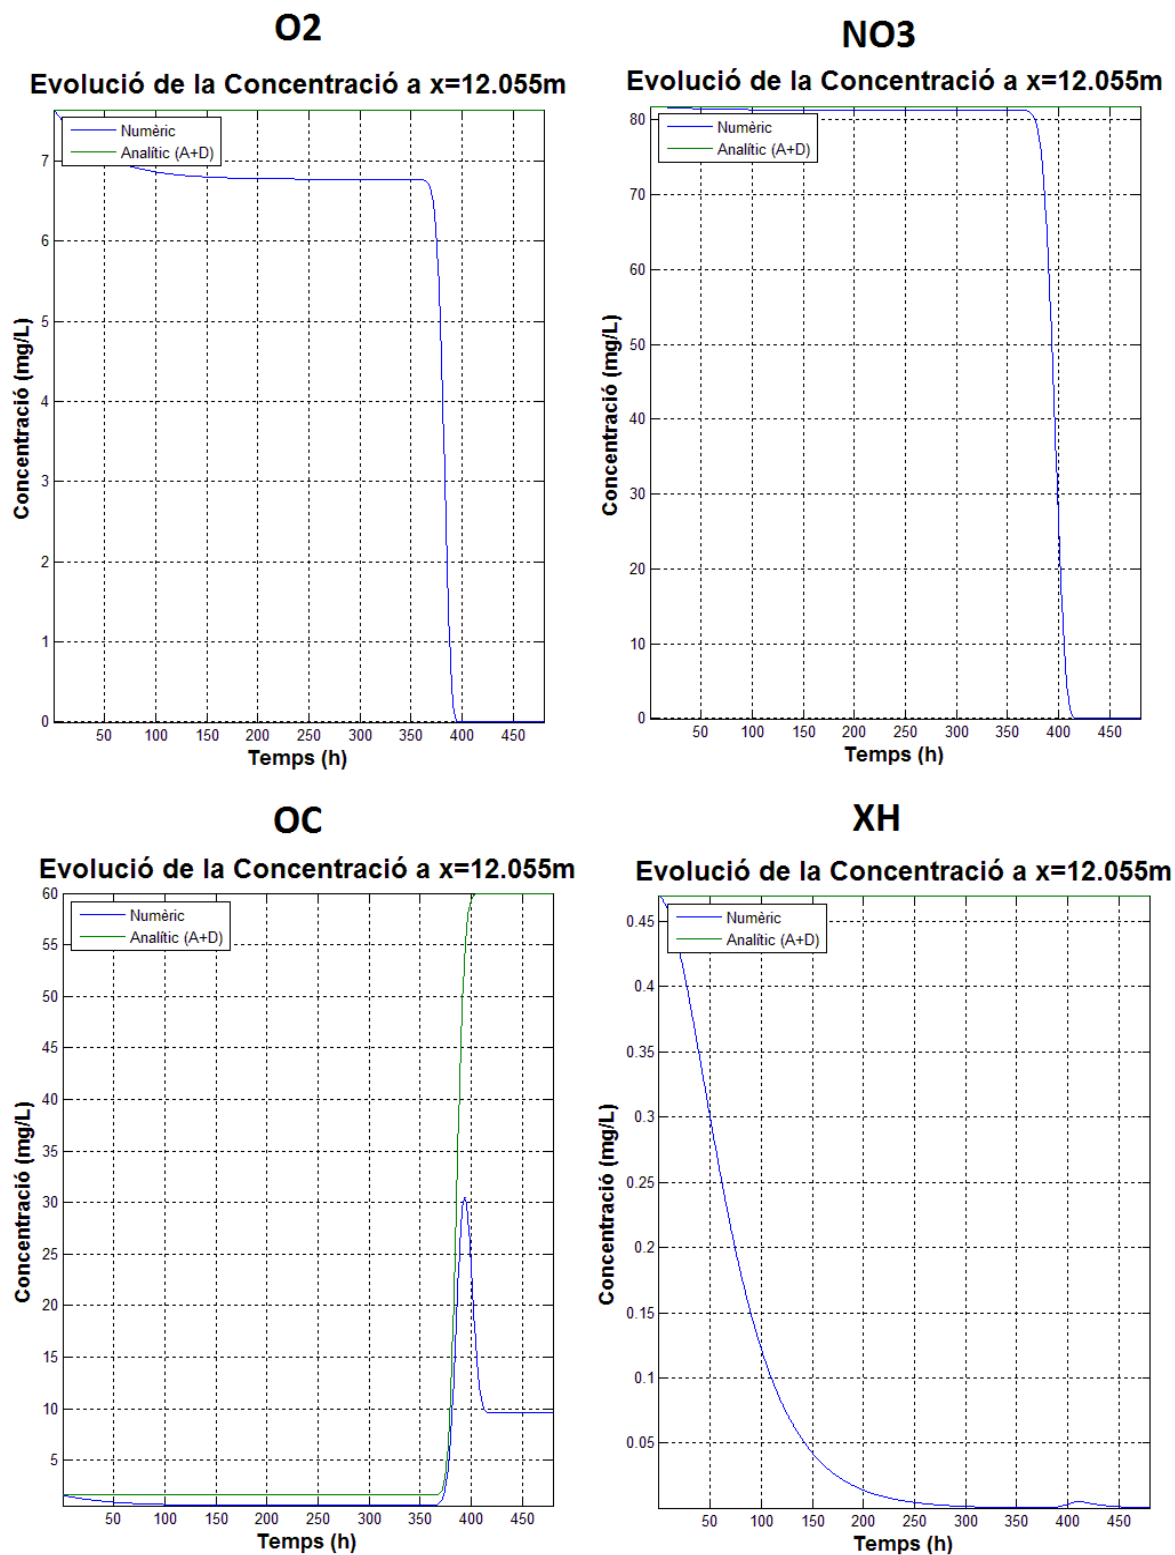 O2
Evolució de la Concentració a x=12.055m
Numèric
Analític (A+D)
7
6
5
4
3
2
1
0
Concentració (mg/L)
50 100 150 200 250 300 350 400 450
Temps (h)
NO3
Evolució de la Concentració a x=12.055m
Numèric
Analític (A+D)
80
70
60
50
40
30
20
10
0
Concentració (mg/L)
50 100 150 200 250 300 350 400 450
Temps (h)
OC
Evolució de la Concentració a x=12.055m
Numèric
Analític (A+D)
60
55
50
45
40
35
30
25
20
15
10
5
Concentració (mg/L)
50 100 150 200 250 300 350 400 450
Temps (h)
XH
Evolució de la Concentració a x=12.055m
Numèric
Analític (A+D)
0.45
0.4
0.35
0.3
0.25
0.2
0.15
0.1
0.05
Concentració (mg/L)
50 100 150 200 250 300 350 400 450
Temps (h)